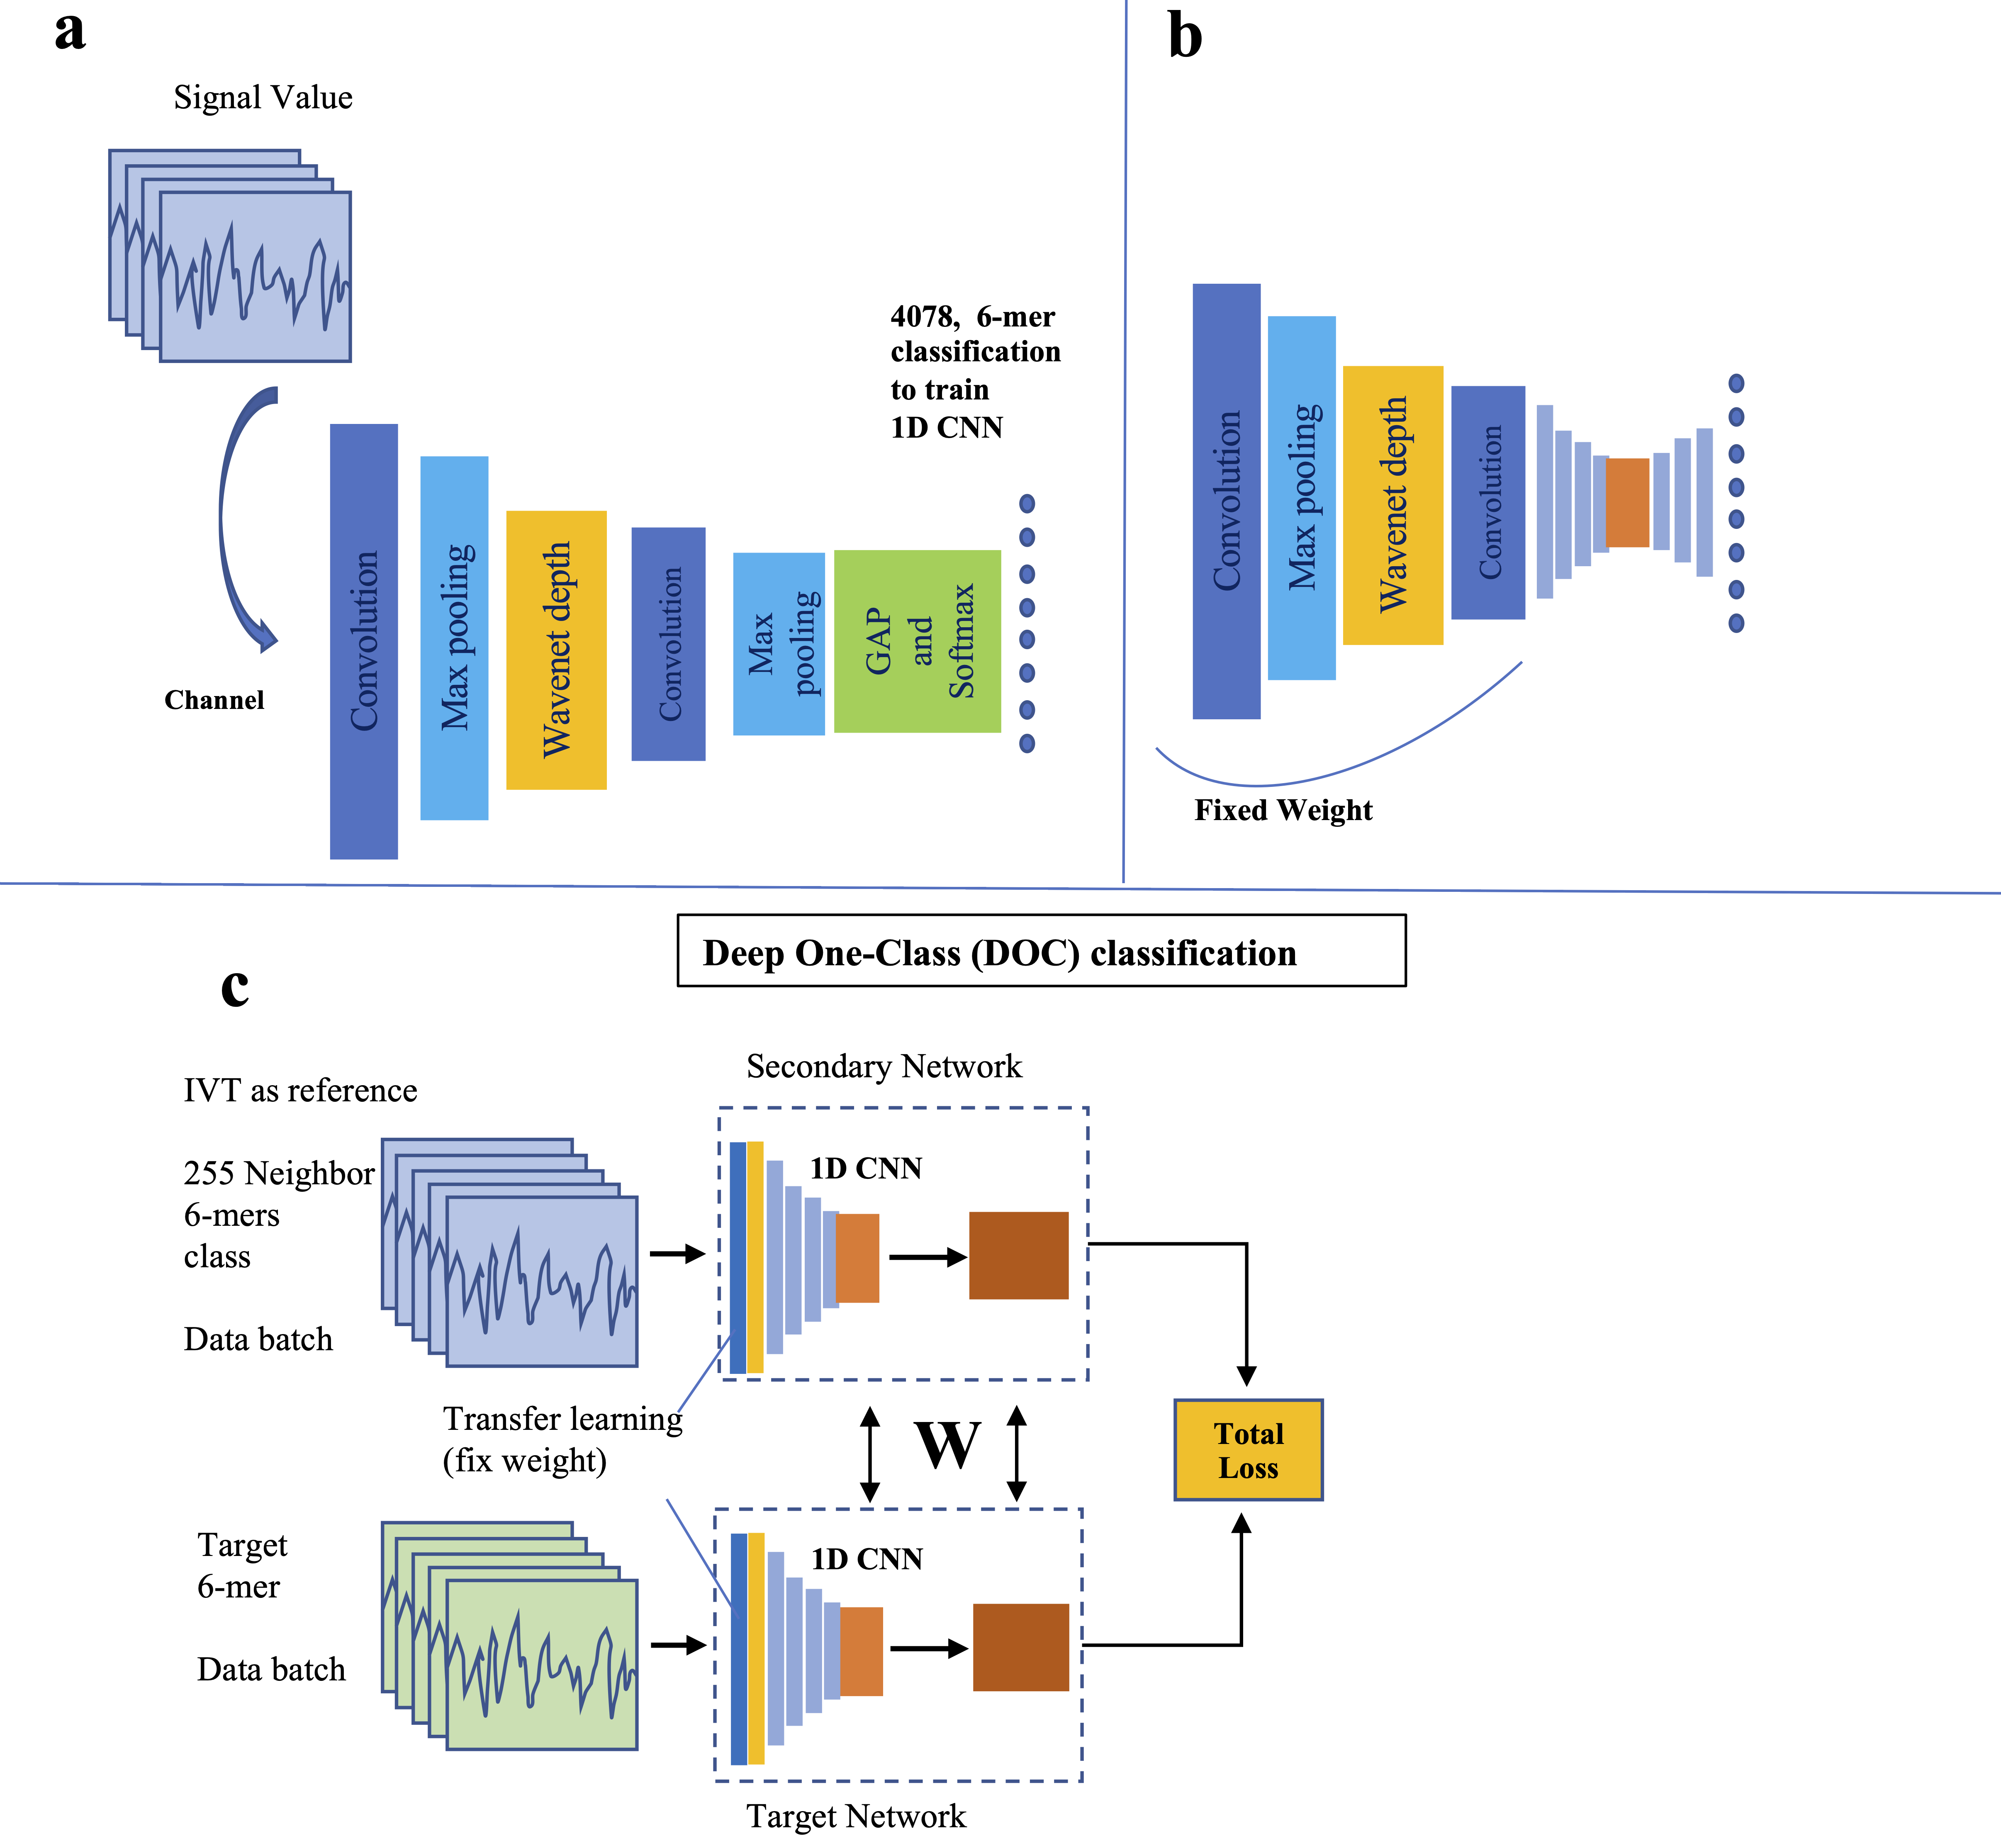 a
Signal Value
4078, 6-mer
classification
to train
1D CNN
Channel
Convolution
Max pooling
Wavenet depth
Convolution
Max
pooling
GAP
and
Softmax
b
Convolution
Max pooling
Wavenet depth
Convolution
Fixed Weight
Deep One-Class (DOC) classification
c
IVT as reference
255 Neighbor
6-mers
class
Data batch
Secondary Network
1D CNN
Transfer learning
(fix weight)
W
Total
Loss
Target
6-mer
Data batch
1D CNN
Target Network